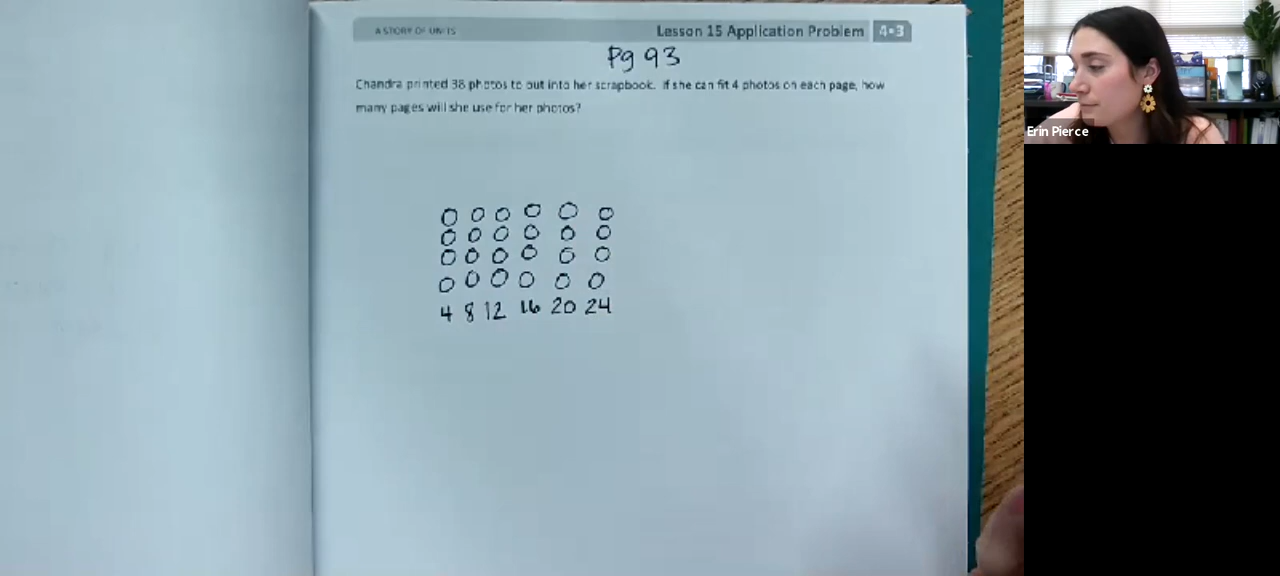 A STORY OF UNITS
Lesson 15 Application Problem 4•3
Pg 93
Chandra printed 38 photos to put into her scrapbook. If she can fit 4 photos on each page, how
many pages will she use for her photos?
4 8 12 16 20 24
Erin Pierce